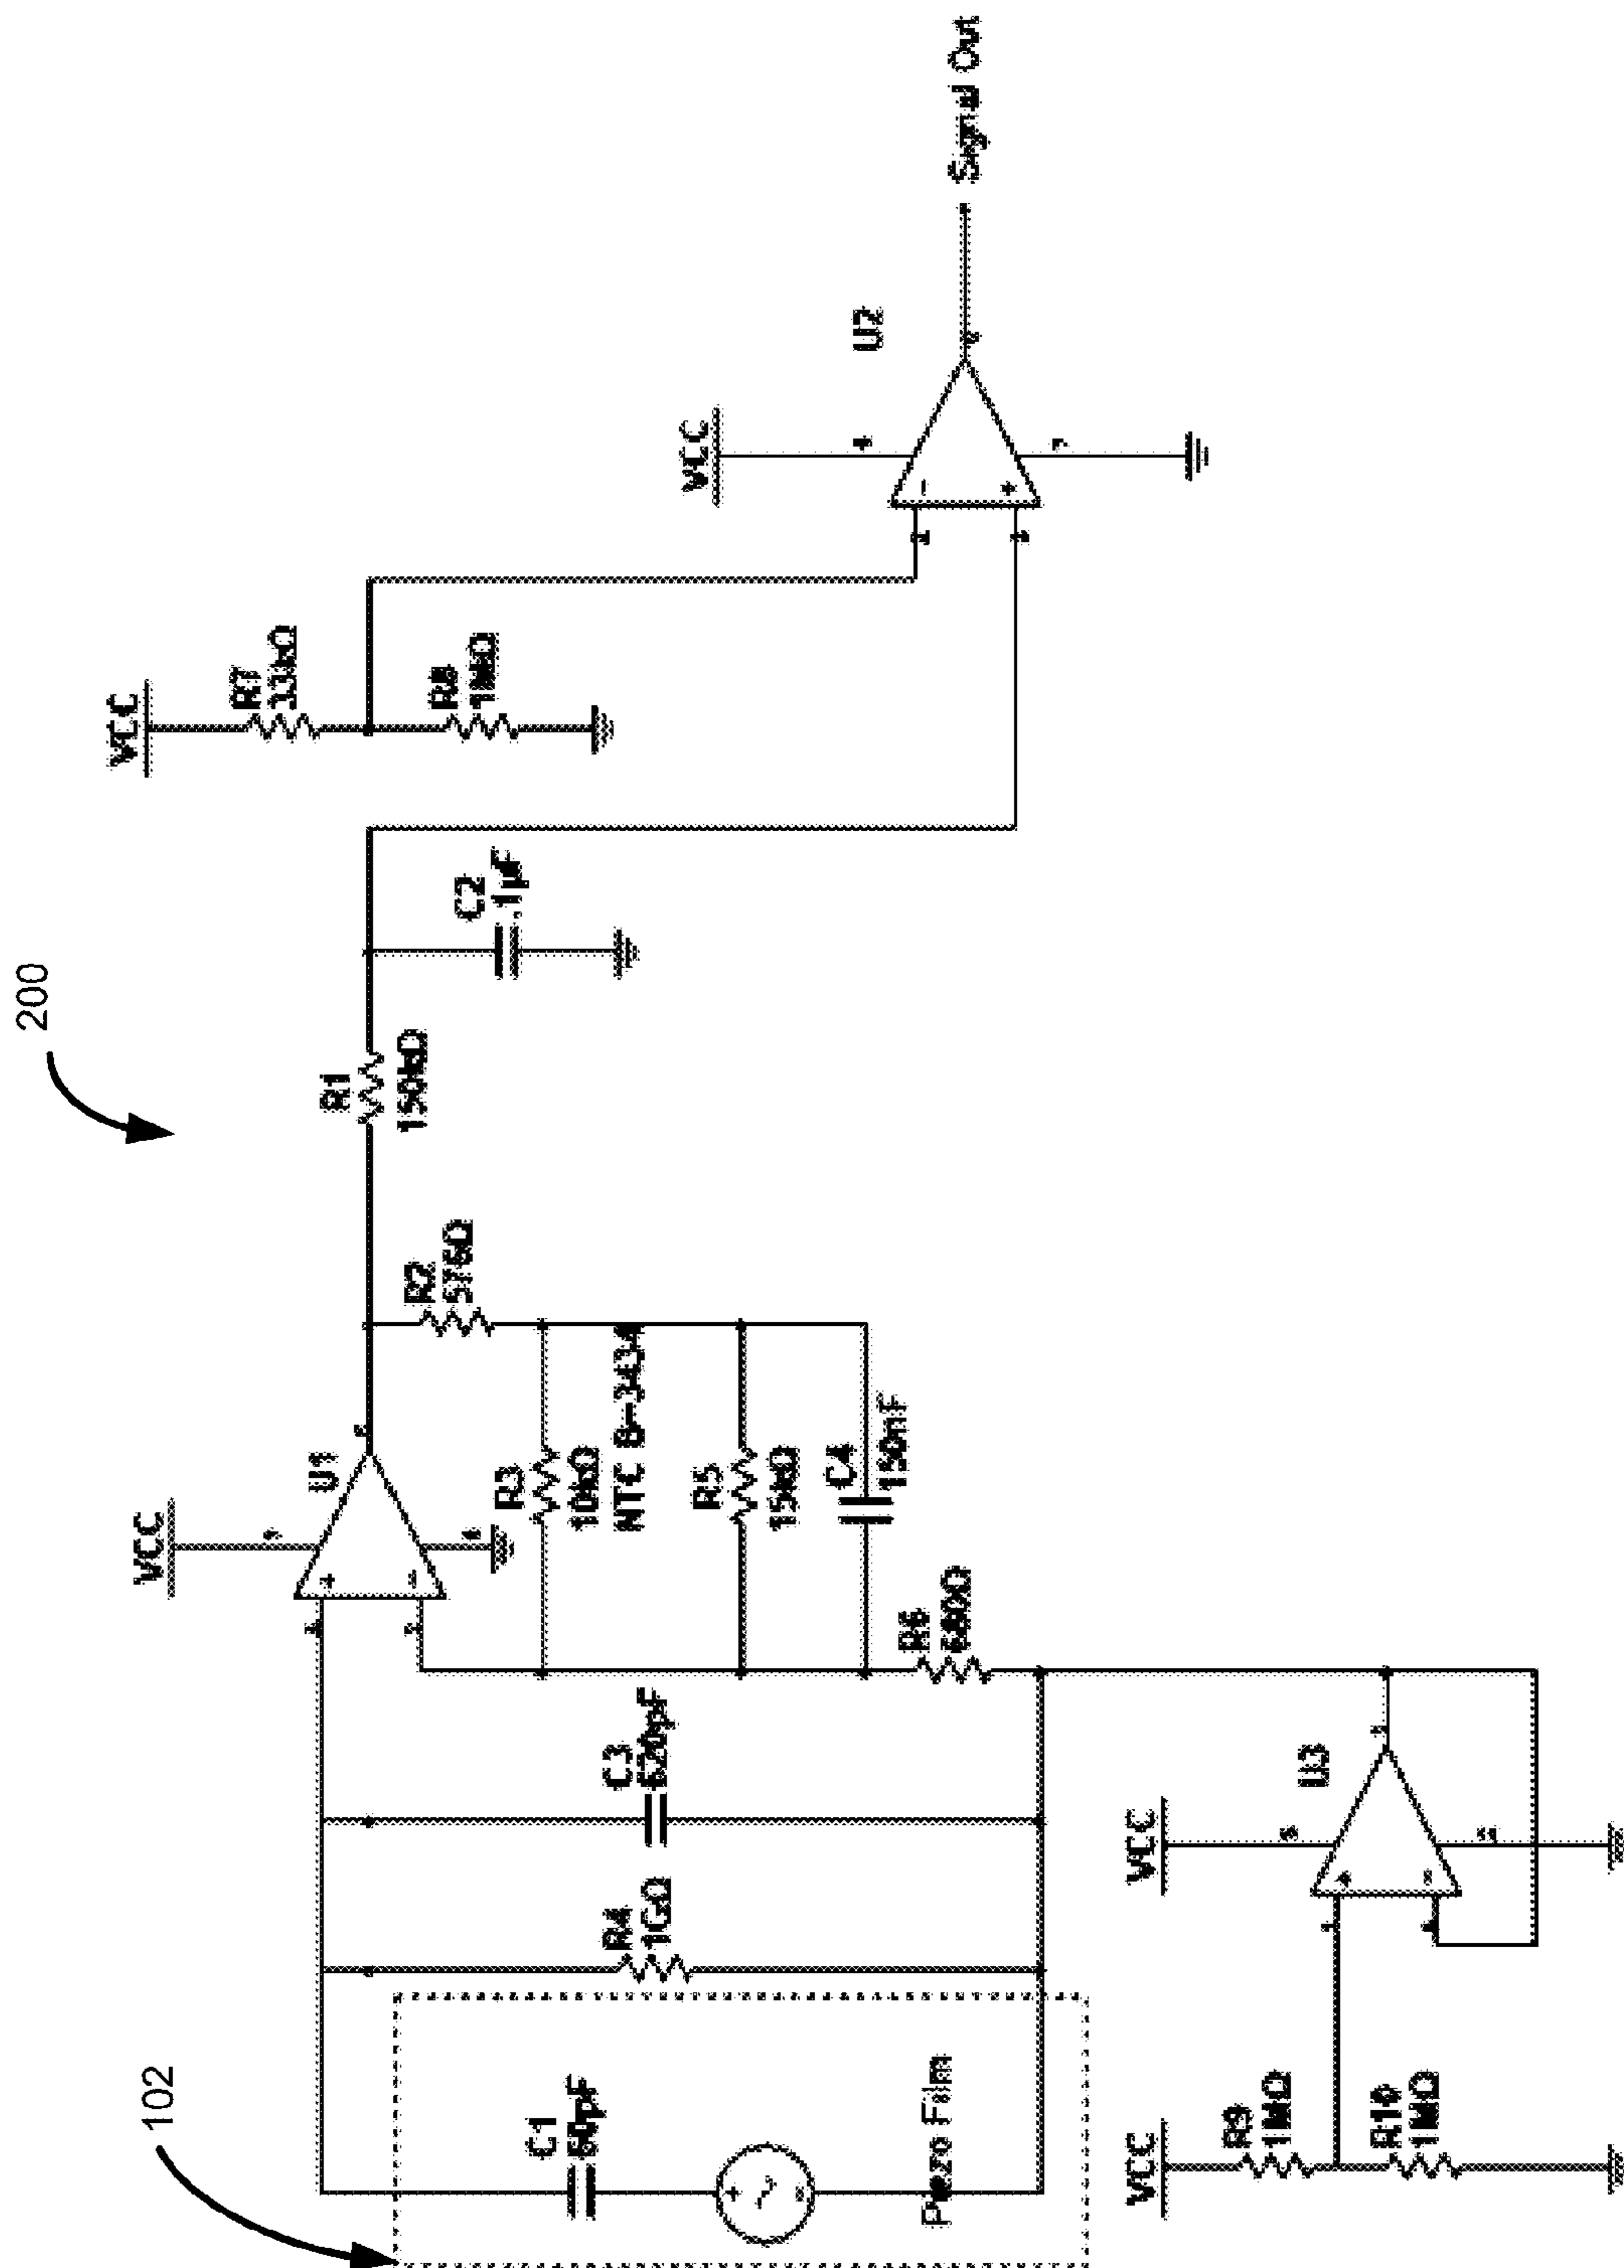 200
102
VCC
R7
33kΩ
R8
VCC
U2
Signal Out
R1
150kΩ
C2
.1µF
VCC
U1
R2
576Ω
R3
10kΩ
NTC B-3434
R5
15kΩ
C4
150nF
R6
680Ω
C3
R4
1GΩ
C1
Piezo Film
VCC
U3
VCC
R9
1MΩ
R10
1MΩ